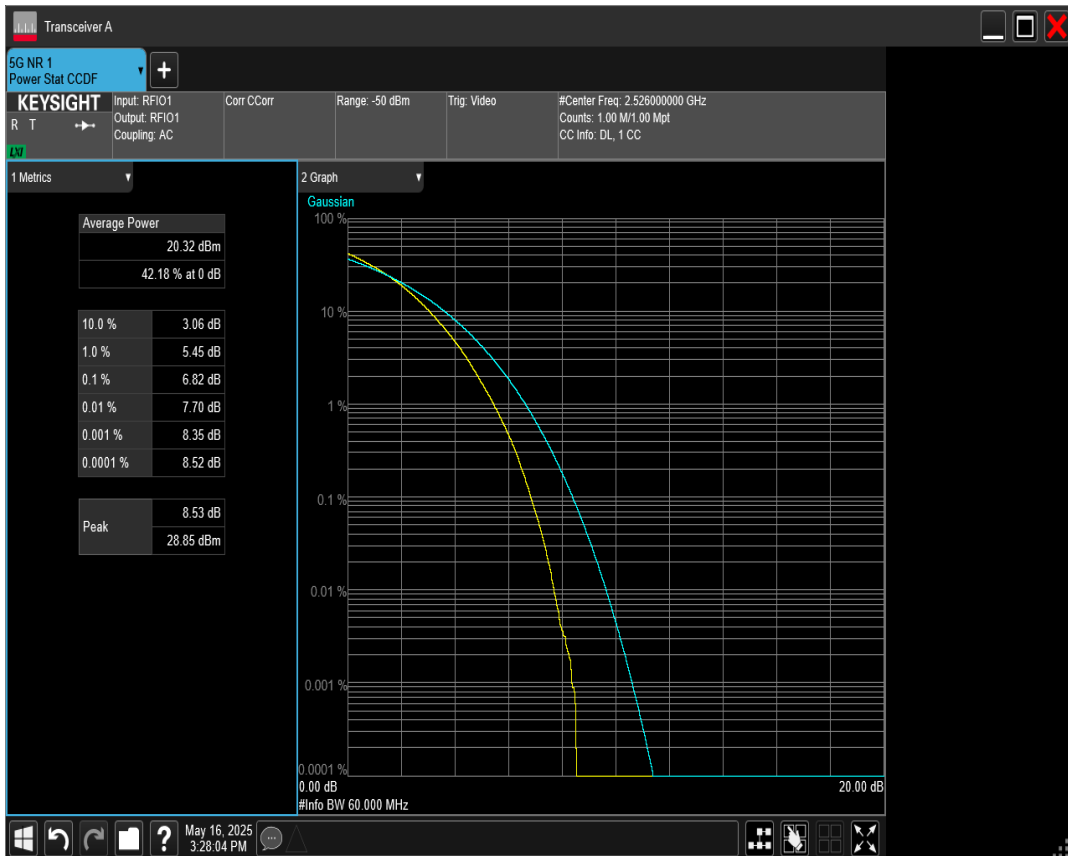 Transceiver A
5G NR 1
Power Stat CCDF
+
KEYSIGHT
R T
LXI
Input: RFIO1
Output: RFIO1
Coupling: AC
Corr CCorr
Range: -50 dBm
Trig: Video
#Center Freq: 2.526000000 GHz
Counts: 1.00 M/1.00 Mpt
CC Info: DL, 1 CC
1 Metrics
Average Power
20.32 dBm
42.18 % at 0 dB
10.0 % 3.06 dB
1.0 % 5.45 dB
0.1 % 6.82 dB
0.01 % 7.70 dB
0.001 % 8.35 dB
0.0001 % 8.52 dB
Peak 8.53 dB
28.85 dBm
2 Graph
Gaussian
100 %
10 %
1 %
0.1 %
0.01 %
0.001 %
0.0001 %
0.00 dB 20.00 dB
#Info BW 60.000 MHz
?
May 16, 2025
3:28:04 PM